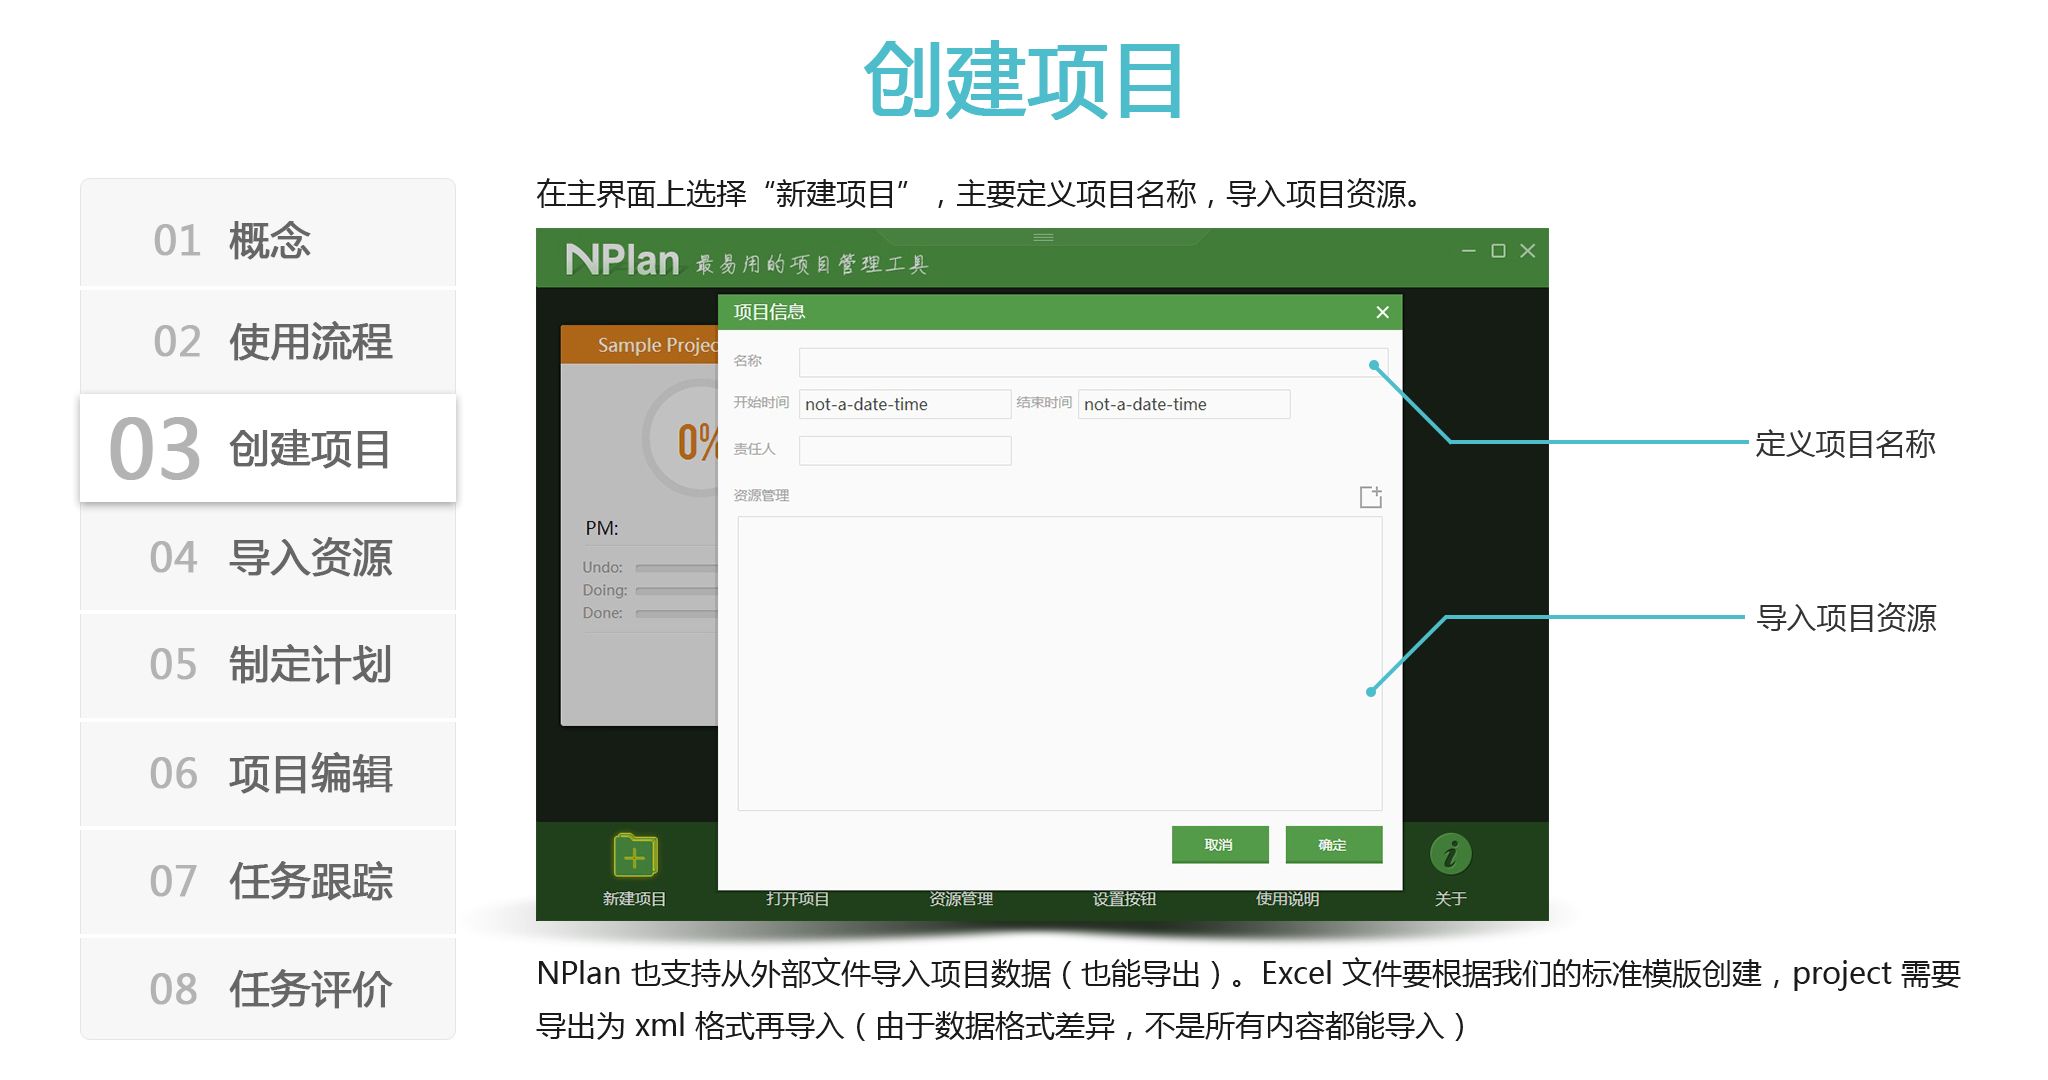 创建项目
01 概念
02 使用流程
03 创建项目
04 导入资源
05 制定计划
06 项目编辑
07 任务跟踪
08 任务评价
在主界面上选择“新建项目”，主要定义项目名称，导入项目资源。
NPlan 最易用的项目管理工具
项目信息
Sample Projec
名称
开始时间 not-a-date-time 结束时间 not-a-date-time
0%
责任人
资源管理
PM:
Undo:
Doing:
Done:
取消 确定
新建项目 打开项目 资源管理 设置按钮 使用说明 关于
定义项目名称
导入项目资源
NPlan 也支持从外部文件导入项目数据（也能导出）。Excel 文件要根据我们的标准模版创建，project 需要
导出为 xml 格式再导入（由于数据格式差异，不是所有内容都能导入）